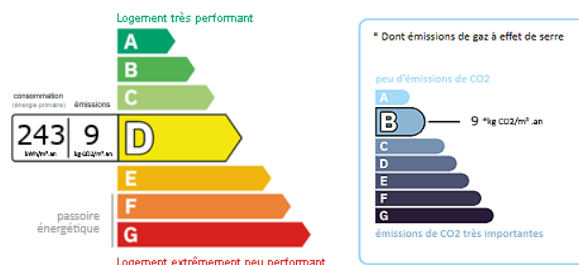 Logement très performant
A
B
C
consommation
(énergie primaire)
émissions
243
kWh/m².an
9
kg CO2/m².an
D
E
F
G
passoire
énergétique
Logement extrêmement peu performant
* Dont émissions de gaz à effet de serre
peu d'émissions de CO2
A
B
9 *kg CO2/m².an
C
D
E
F
G
émissions de CO2 très importantes